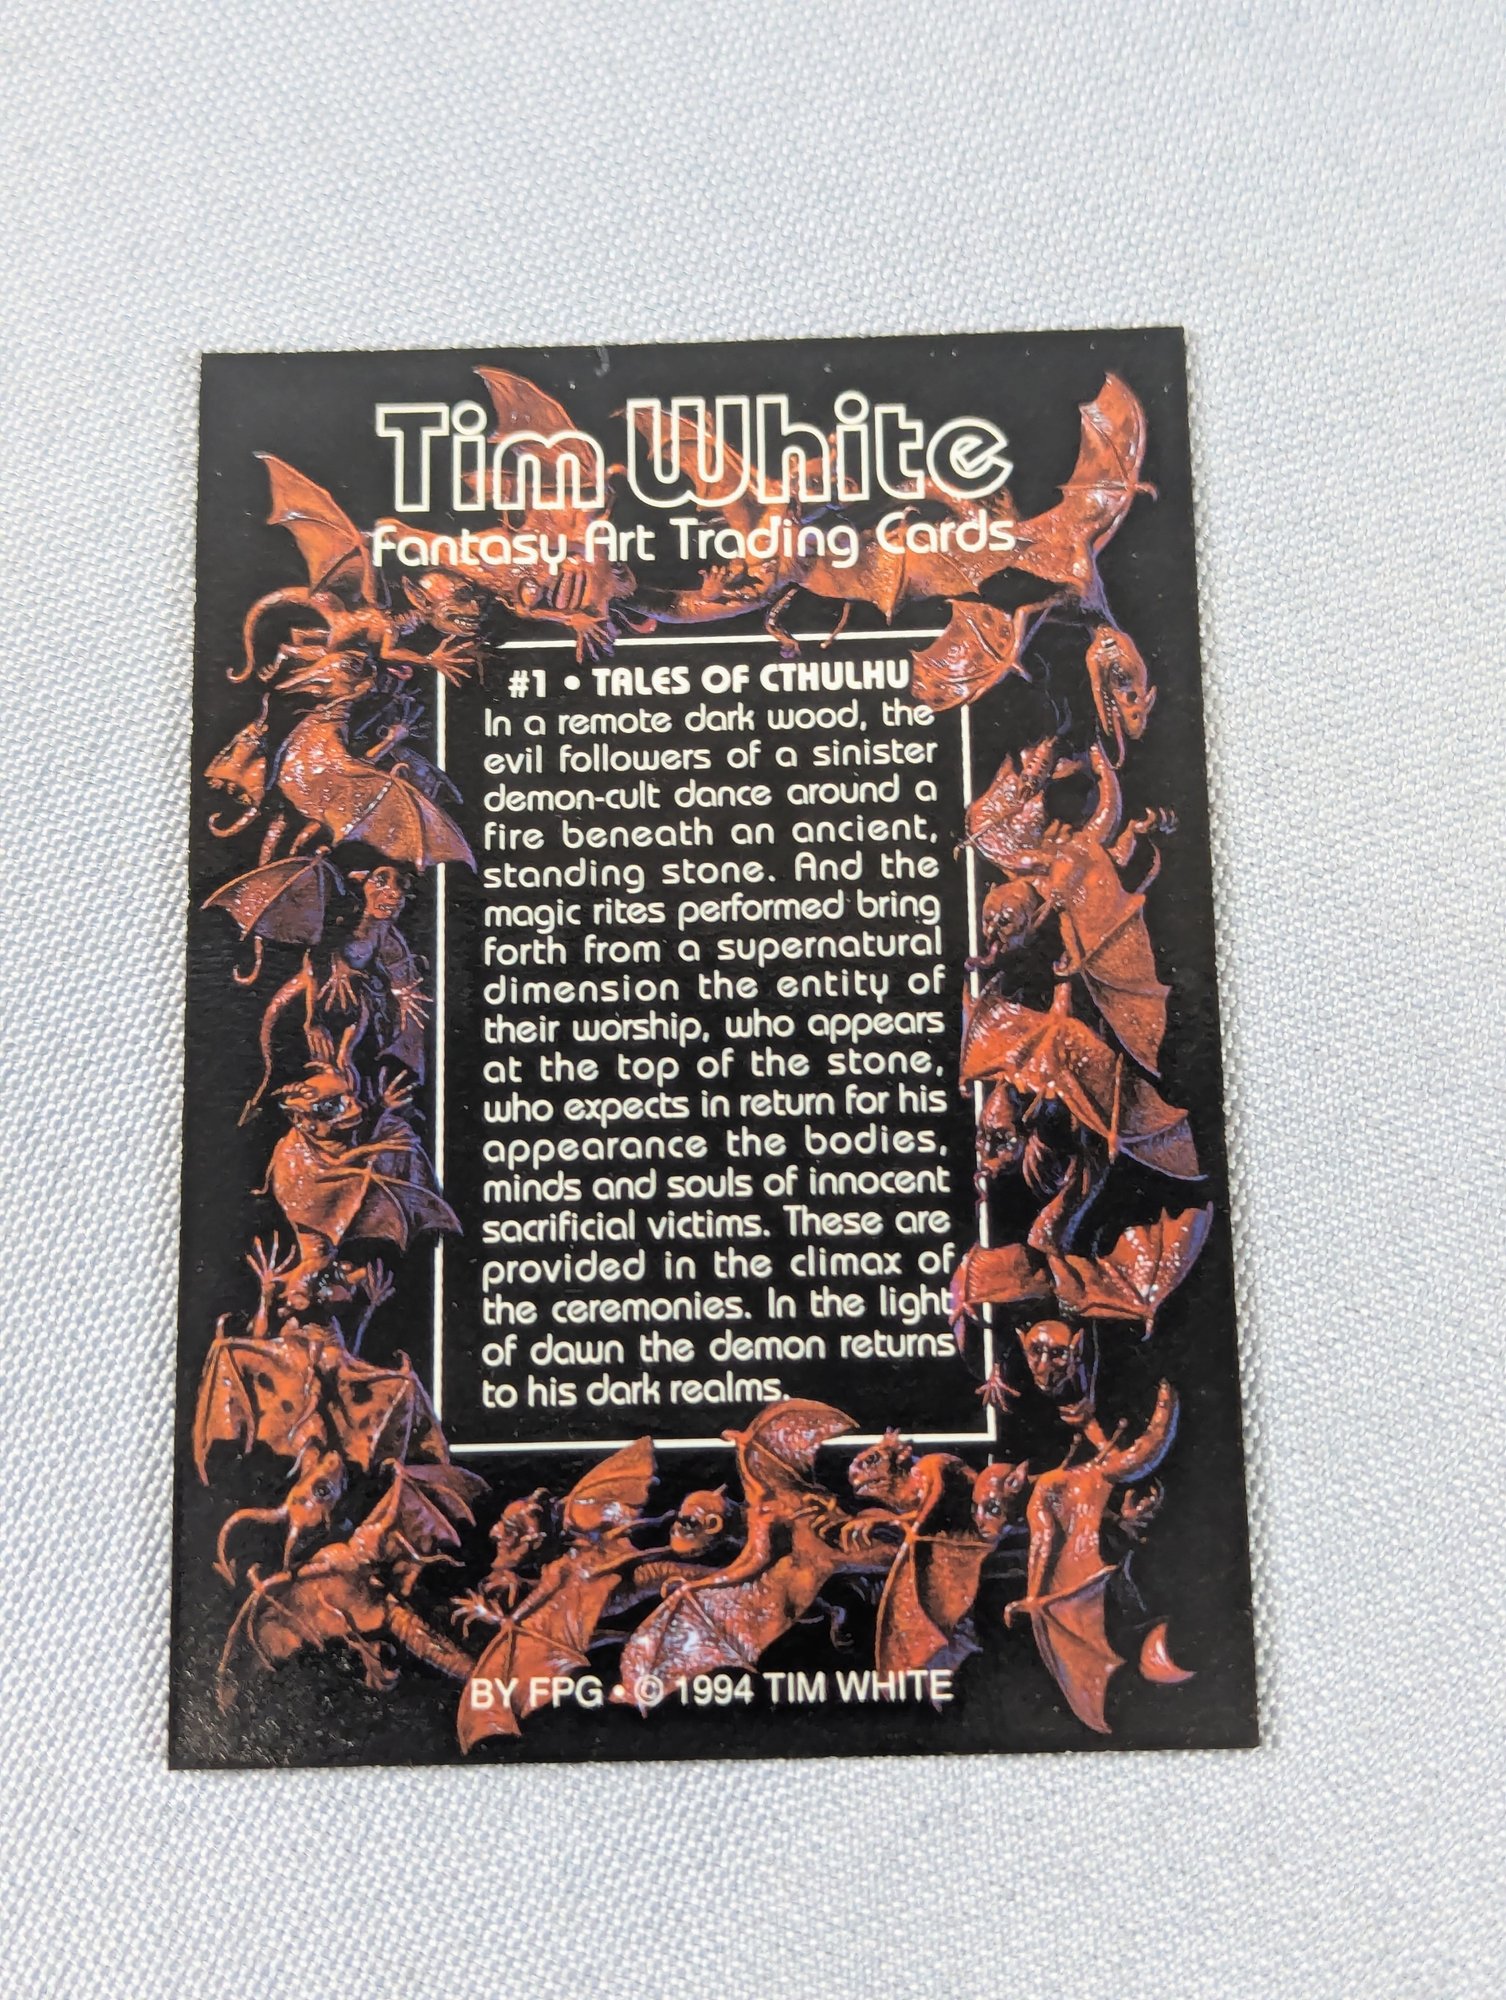 Tim White
Fantasy Art Trading Cards
#1 • TALES OF CTHULHU
In a remote dark wood, the
evil followers of a sinister
demon-cult dance around a
fire beneath an ancient,
standing stone. And the
magic rites performed bring
forth from a supernatural
dimension the entity of
their worship, who appears
at the top of the stone,
who expects in return for his
appearance the bodies,
minds and souls of innocent
sacrificial victims. These are
provided in the climax of
the ceremonies. In the light
of dawn the demon returns
to his dark realms.
BY FPG • © 1994 TIM WHITE